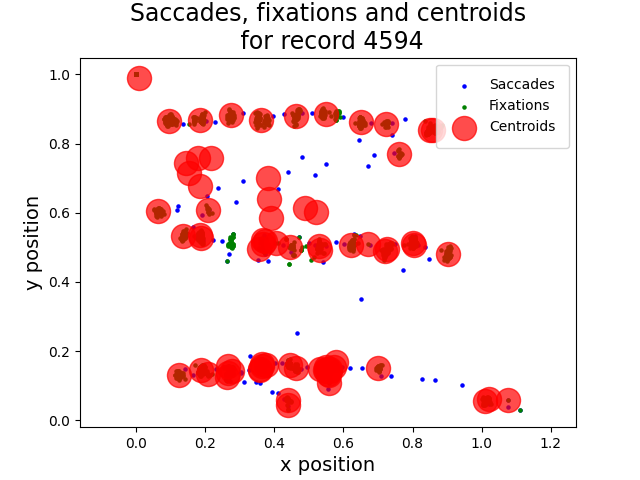 Saccades, fixations and centroids
for record 4594
Saccades
Fixations
Centroids
y position
1.0
0.8
0.6
0.4
0.2
0.0
0.0 0.2 0.4 0.6 0.8 1.0 1.2
x position